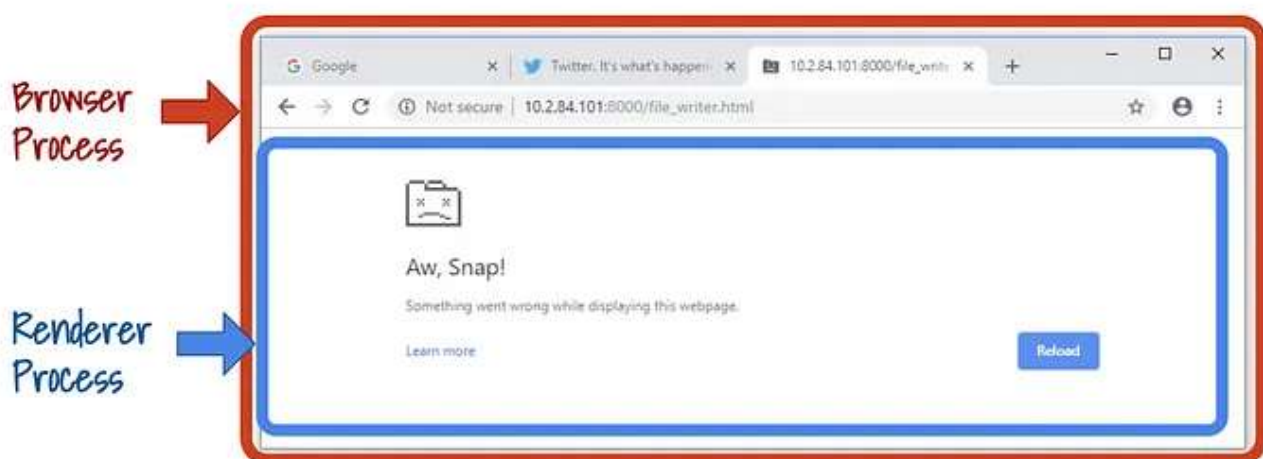 Google
Twitter. It's what's happen
10.2.84.101:8000/file_write
Not secure | 10.2.84.101:8000/file_writer.html
Browser
Process
Aw, Snap!
Something went wrong while displaying this webpage.
Renderer
Process
Learn more
Reload